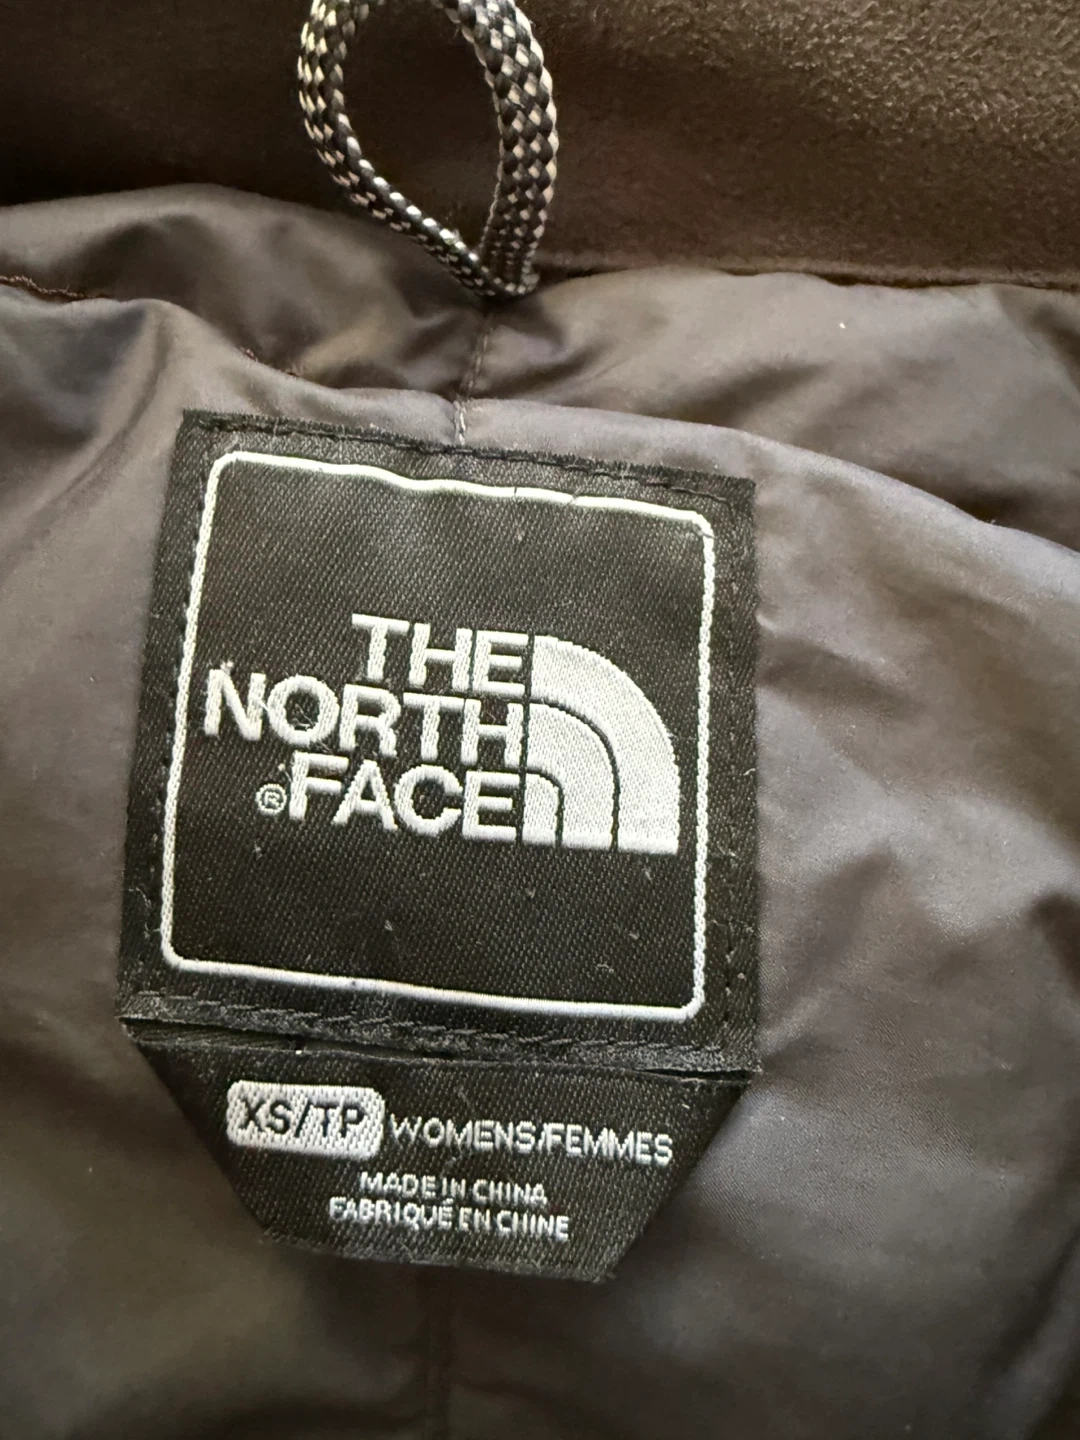 THE
NORTH
®FACE
XS/TP WOMENS/FEMMES
MADE IN CHINA
FABRIQUÉ EN CHINE